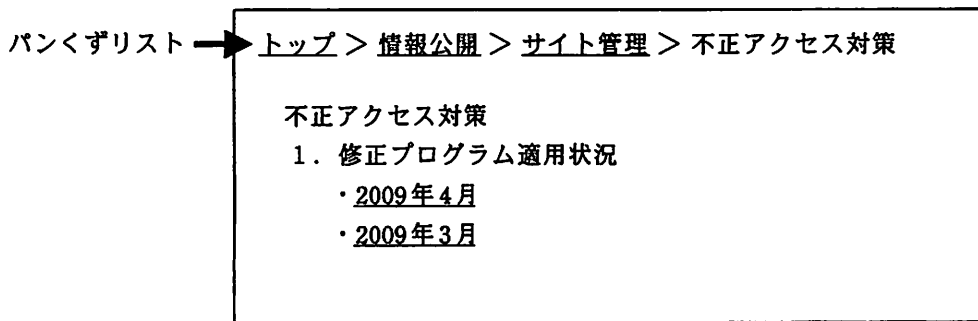 パンくずリスト トップ ＞ 情報公開 ＞ サイト管理 ＞ 不正アクセス対策
不正アクセス対策
１．修正プログラム適用状況
・2009年4月
・2009年3月